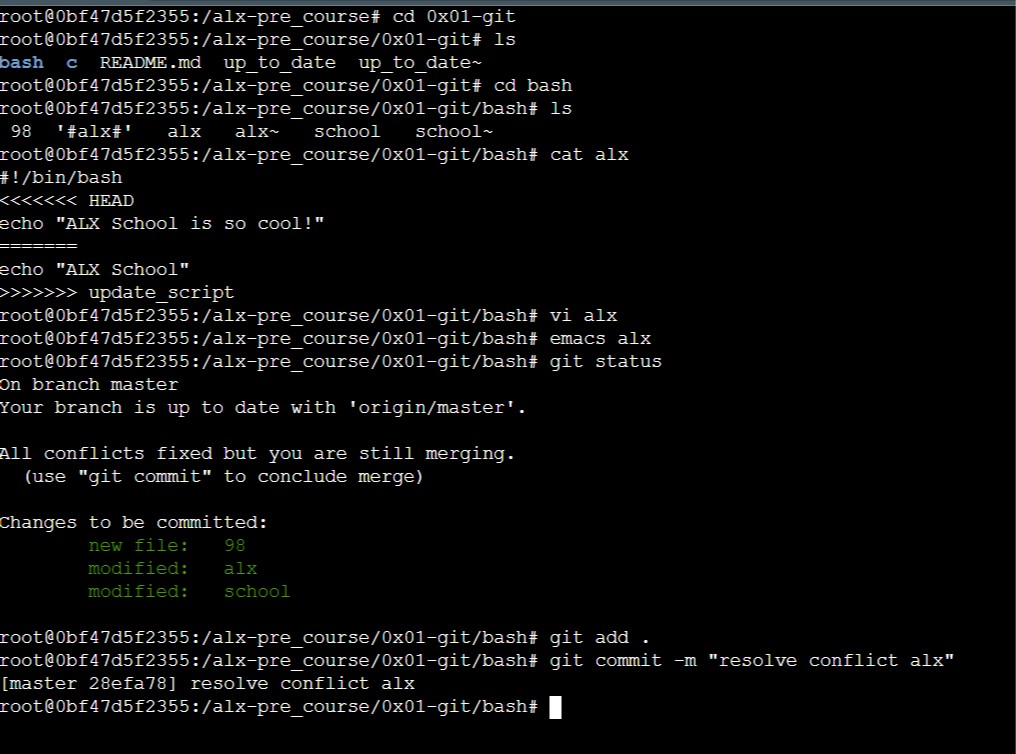 root@0bf47d5f2355:/alx-pre_course# cd 0x01-git
root@0bf47d5f2355:/alx-pre_course/0x01-git# ls
bash  c  README.md  up_to_date  up_to_date~
root@0bf47d5f2355:/alx-pre_course/0x01-git# cd bash
root@0bf47d5f2355:/alx-pre_course/0x01-git/bash# ls
 98  '#alx#'   alx   alx~   school   school~
root@0bf47d5f2355:/alx-pre_course/0x01-git/bash# cat alx
#!/bin/bash
<<<<<<< HEAD
echo "ALX School is so cool!"
=======
echo "ALX School"
>>>>>>> update_script
root@0bf47d5f2355:/alx-pre_course/0x01-git/bash# vi alx
root@0bf47d5f2355:/alx-pre_course/0x01-git/bash# emacs alx
root@0bf47d5f2355:/alx-pre_course/0x01-git/bash# git status
On branch master
Your branch is up to date with 'origin/master'.

All conflicts fixed but you are still merging.
  (use "git commit" to conclude merge)

Changes to be committed:
        new file:   98
        modified:   alx
        modified:   school

root@0bf47d5f2355:/alx-pre_course/0x01-git/bash# git add .
root@0bf47d5f2355:/alx-pre_course/0x01-git/bash# git commit -m "resolve conflict alx"
[master 28efa78] resolve conflict alx
root@0bf47d5f2355:/alx-pre_course/0x01-git/bash#